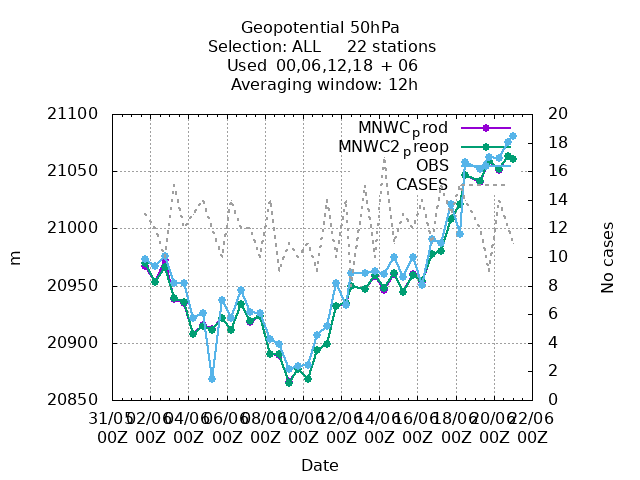 Geopotential 50hPa
Selection: ALL     22 stations
Used  00,06,12,18  + 06
Averaging window: 12h
21100
21050
21000
20950
20900
20850
m
20
18
16
14
12
10
8
6
4
2
0
No cases
MNWCprod
MNWC2preop
OBS
CASES
31/05 02/06 04/06 06/06 08/06 10/06 12/06 14/06 16/06 18/06 20/06 22/06
00Z 00Z 00Z 00Z 00Z 00Z 00Z 00Z 00Z 00Z 00Z 00Z
Date